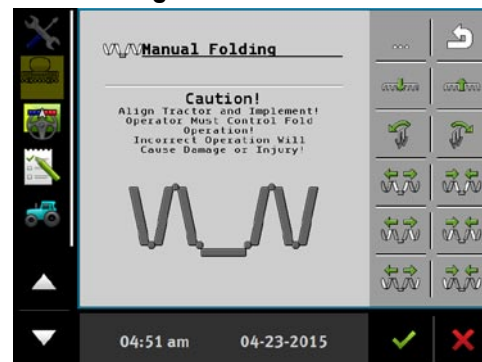 Manual Folding
...
Caution!
Align Tractor and Implement!
Operator Must Control Fold
Operation!
Incorrect Operation Will
Cause Damage or Injury!
04:51 am 04-23-2015